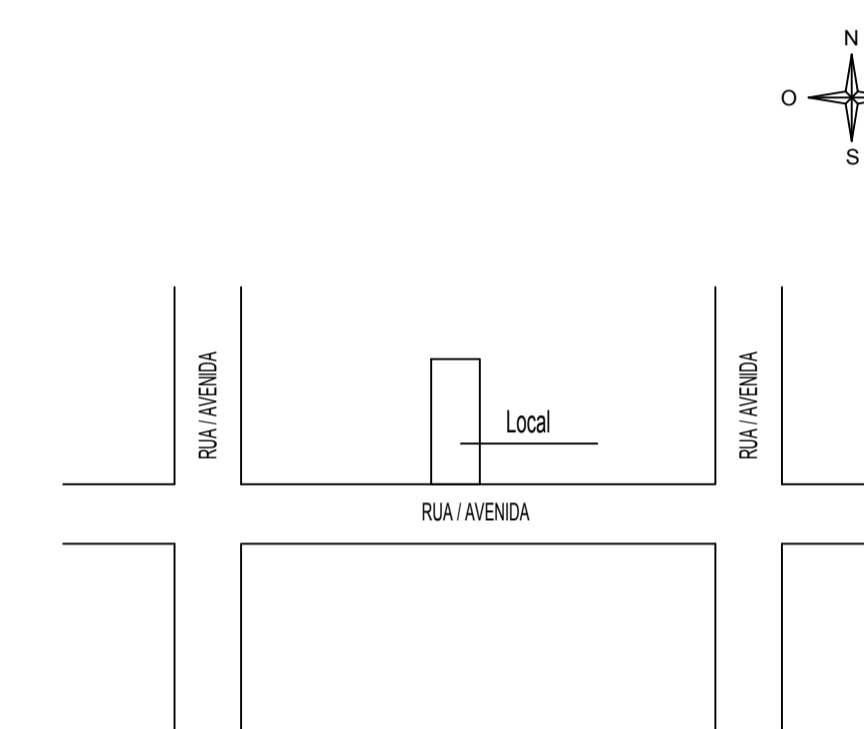 N
O
S
RUA / AVENIDA
RUA / AVENIDA
Local
RUA / AVENIDA